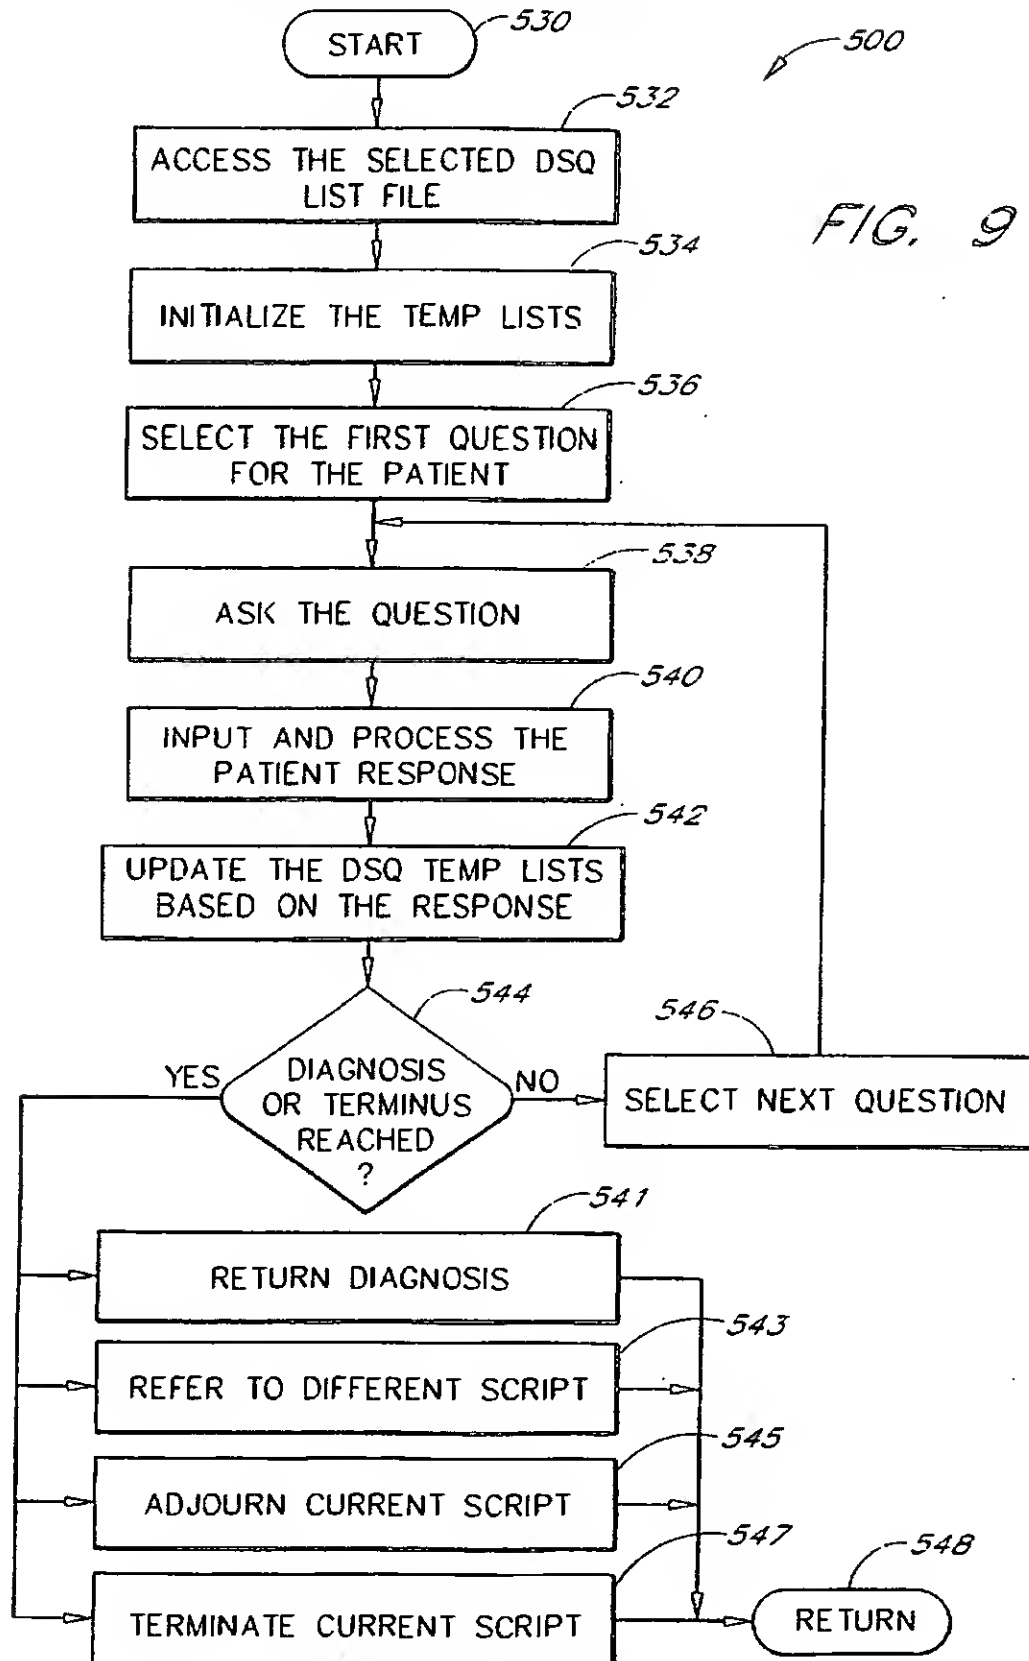 START
530
500
532
ACCESS THE SELECTED DSQ
LIST FILE
FIG. 9
534
INITIALIZE THE TEMP LISTS
536
SELECT THE FIRST QUESTION
FOR THE PATIENT
538
ASK THE QUESTION
540
INPUT AND PROCESS THE
PATIENT RESPONSE
542
UPDATE THE DSQ TEMP LISTS
BASED ON THE RESPONSE
544
YES
DIAGNOSIS
OR TERMINUS
REACHED
?
NO
546
SELECT NEXT QUESTION
541
RETURN DIAGNOSIS
543
REFER TO DIFFERENT SCRIPT
545
ADJOURN CURRENT SCRIPT
547
TERMINATE CURRENT SCRIPT
548
RETURN